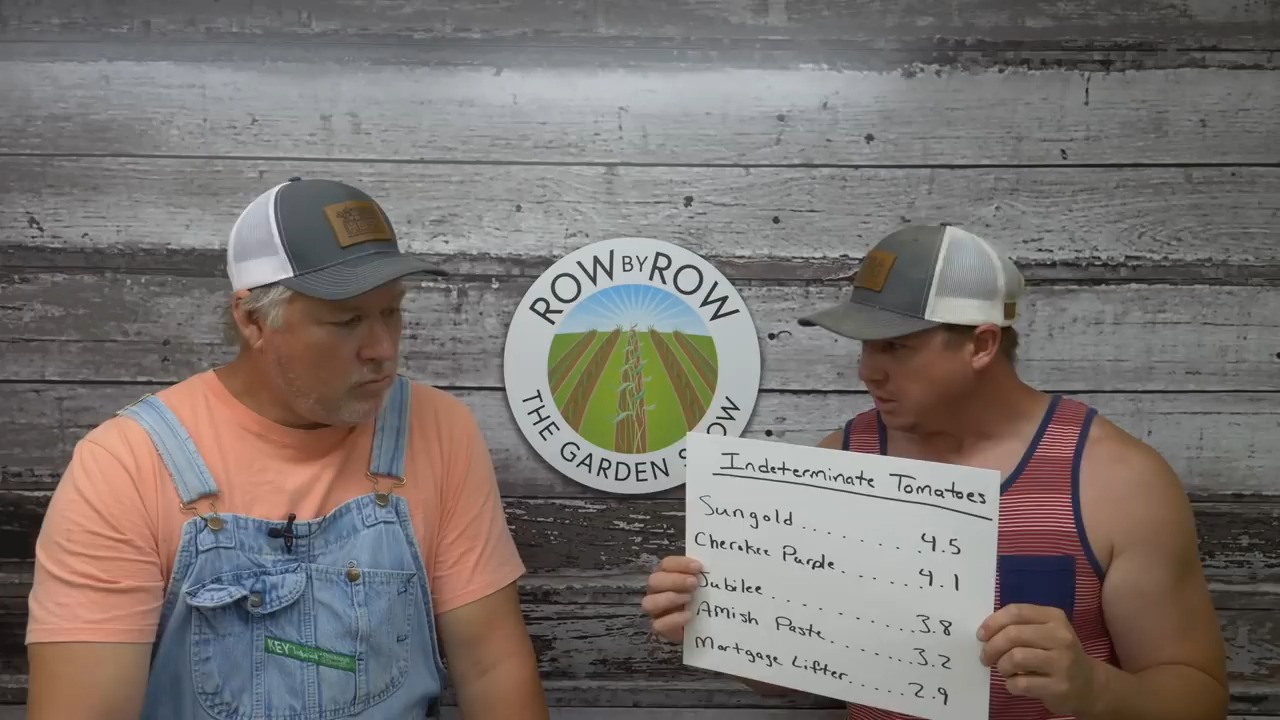 ROW BY ROW
THE GARDEN S OW
KEY
Indeterminate Tomatoes
Sungold.......... 4.5
Cherokee Purple...... 4.1
Jubilee.......... 3.8
Amish Paste...... 3.2
Mortgage Lifter...... 2.9